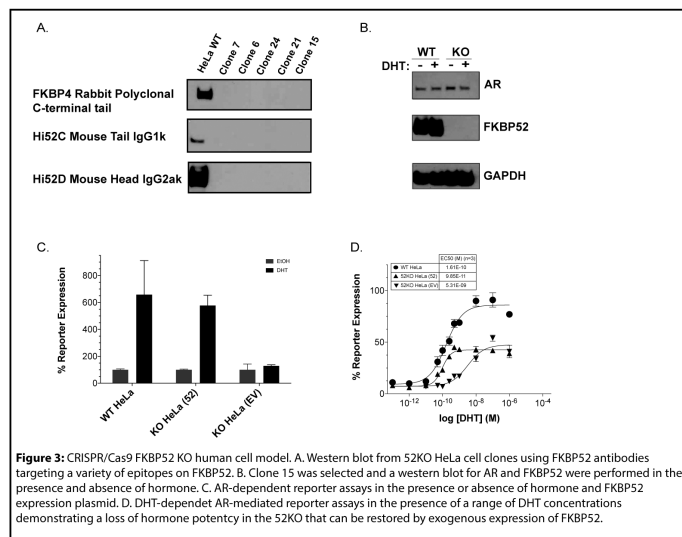 A.
HeLa WT
Clone 7
Clone 6
Clone 24
Clone 21
Clone 15
FKBP4 Rabbit Polyclonal
C-terminal tail
Hi52C Mouse Tail IgG1k
Hi52D Mouse Head IgG2ak
B.
WT KO
DHT: - + - +
AR
FKBP52
GAPDH
C.
EtOH
DHT
% Reporter Expression
800
600
400
200
0
WT HeLa
KO HeLa (52)
KO HeLa (EV)
D.
EC50 (M) (n=3)
WT HeLa 1.61E-10
52KO HeLa (52) 9.85E-11
52KO HeLa (EV) 5.31E-09
% Reporter Expression
100
50
0
10-12 10-10 10-8 10-6 10-4
log [DHT] (M)
Figure 3: CRISPR/Cas9 FKBP52 KO human cell model. A. Western blot from 52KO HeLa cell clones using FKBP52 antibodies
targeting a variety of epitopes on FKBP52. B. Clone 15 was selected and a western blot for AR and FKBP52 were performed in the
presence and absence of hormone. C. AR-dependent reporter assays in the presence or absence of hormone and FKBP52
expression plasmid. D. DHT-dependet AR-mediated reporter assays in the presence of a range of DHT concentrations
demonstrating a loss of hormone potentcy in the 52KO that can be restored by exogenous expression of FKBP52.